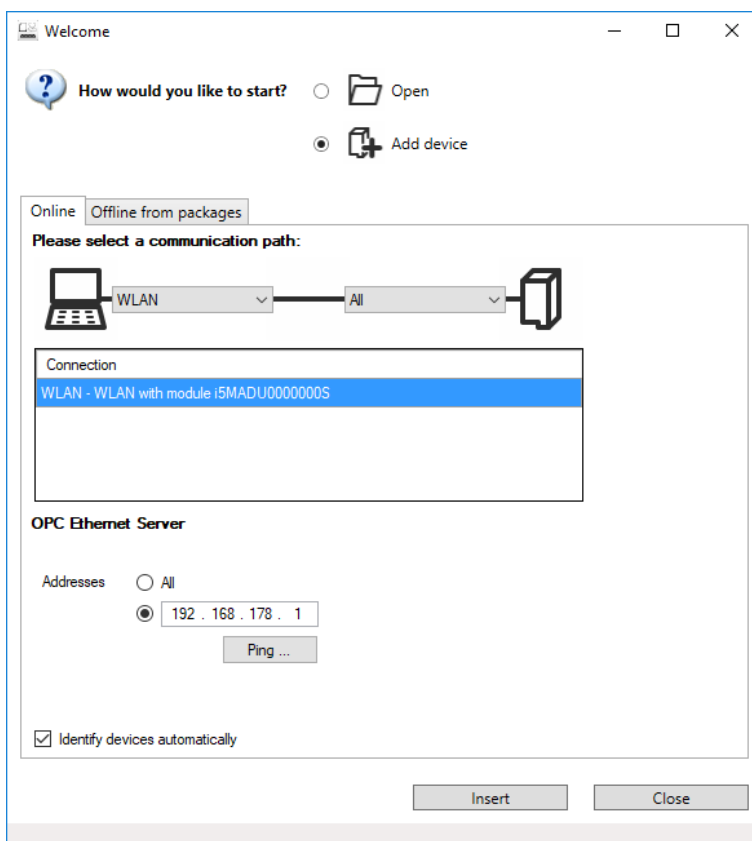 Welcome
How would you like to start?
Open
Add device
Online
Offline from packages
Please select a communication path:
WLAN
All
Connection
WLAN - WLAN with module i5MADU0000000S
OPC Ethernet Server
Addresses
All
192 . 168 . 178 . 1
Ping ...
Identify devices automatically
Insert
Close